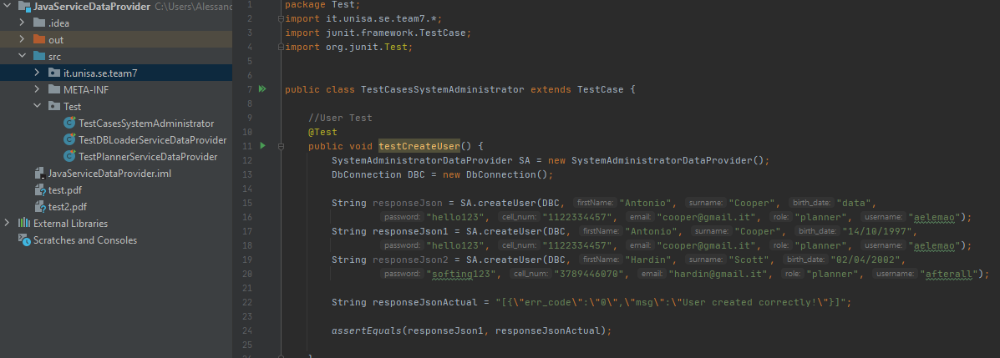 JavaServiceDataProvider C:\Users\Alessand
.idea
out
src
it.unisa.se.team7
META-INF
Test
TestCasesSystemAdministrator
TestDBLoaderServiceDataProvider
TestPlannerServiceDataProvider
JavaServiceDataProvider.iml
test.pdf
test2.pdf
External Libraries
Scratches and Consoles
1 package Test;
2 import it.unisa.se.team7.*;
3 import junit.framework.TestCase;
4 import org.junit.Test;
5
6
7 public class TestCasesSystemAdministrator extends TestCase {
8
9 //User Test
10 @Test
11 public void testCreateUser() {
12 SystemAdministratorDataProvider SA = new SystemAdministratorDataProvider();
13 DbConnection DBC = new DbConnection();
14
15 String responseJson = SA.createUser(DBC, firstName: "Antonio", surname: "Cooper", birth_date: "data",
16 password: "hello123", cell_num: "1122334457", email: "cooper@gmail.it", role: "planner", username: "aelemao");
17 String responseJson1 = SA.createUser(DBC, firstName: "Antonio", surname: "Cooper", birth_date: "14/10/1997",
18 password: "hello123", cell_num: "1122334457", email: "cooper@gmail.it", role: "planner", username: "aelemao");
19 String responseJson2 = SA.createUser(DBC, firstName: "Hardin", surname: "Scott", birth_date: "02/04/2002",
20 password: "softing123", cell_num: "3789446070", email: "hardin@gmail.it", role: "planner", username: "afterall");
21
22 String responseJsonActual = "[{\"err_code\":\"0\",\"msg\":\"User created correctly!\"}]";
23
24 assertEquals(responseJson1, responseJsonActual);
25
}